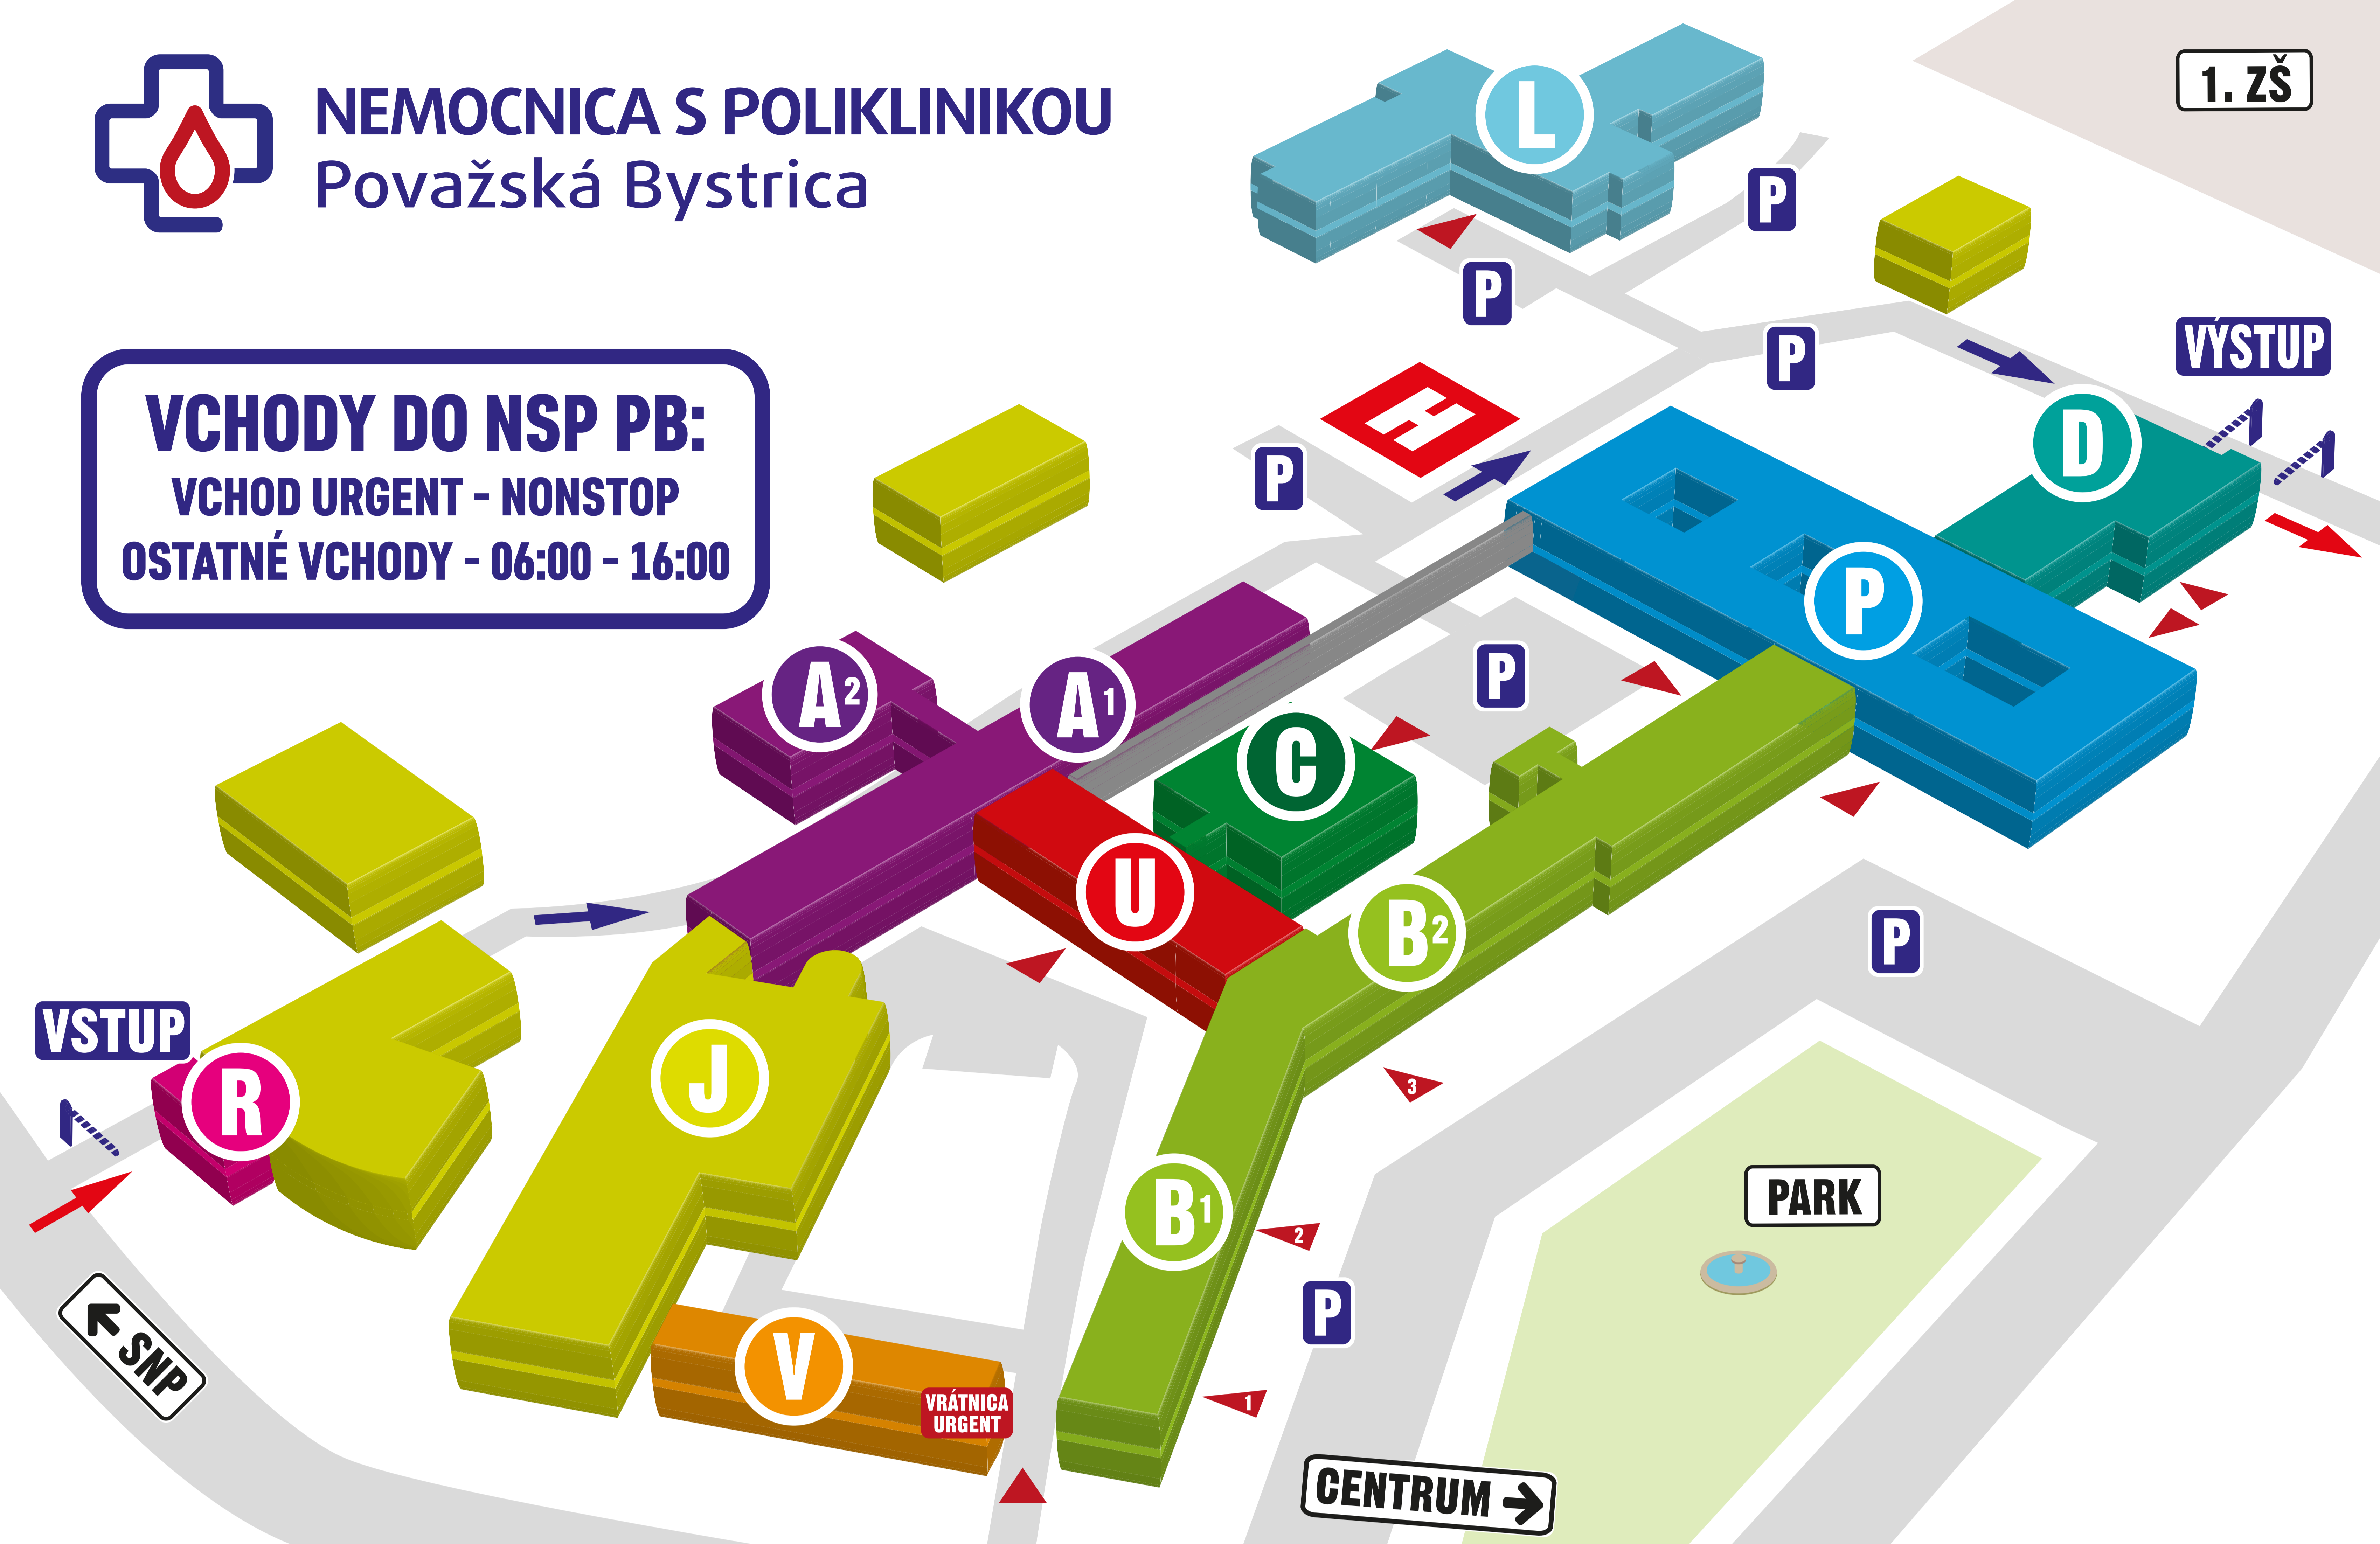 NEMOCNICA S POLIKLINIKOU
Považská Bystrica
1. ZŠ
L
P
P
VÝSTUP
P
VCHODY DO NSP PB:
VCHOD URGENT - NONSTOP
OSTATNÉ VCHODY - 06:00 - 16:00
H
D
P
P
A2
A1
P
C
U
B2
P
VSTUP
R
J
3
B1
2
PARK
P
SNP
V
VRÁTNICA
URGENT
1
CENTRUM